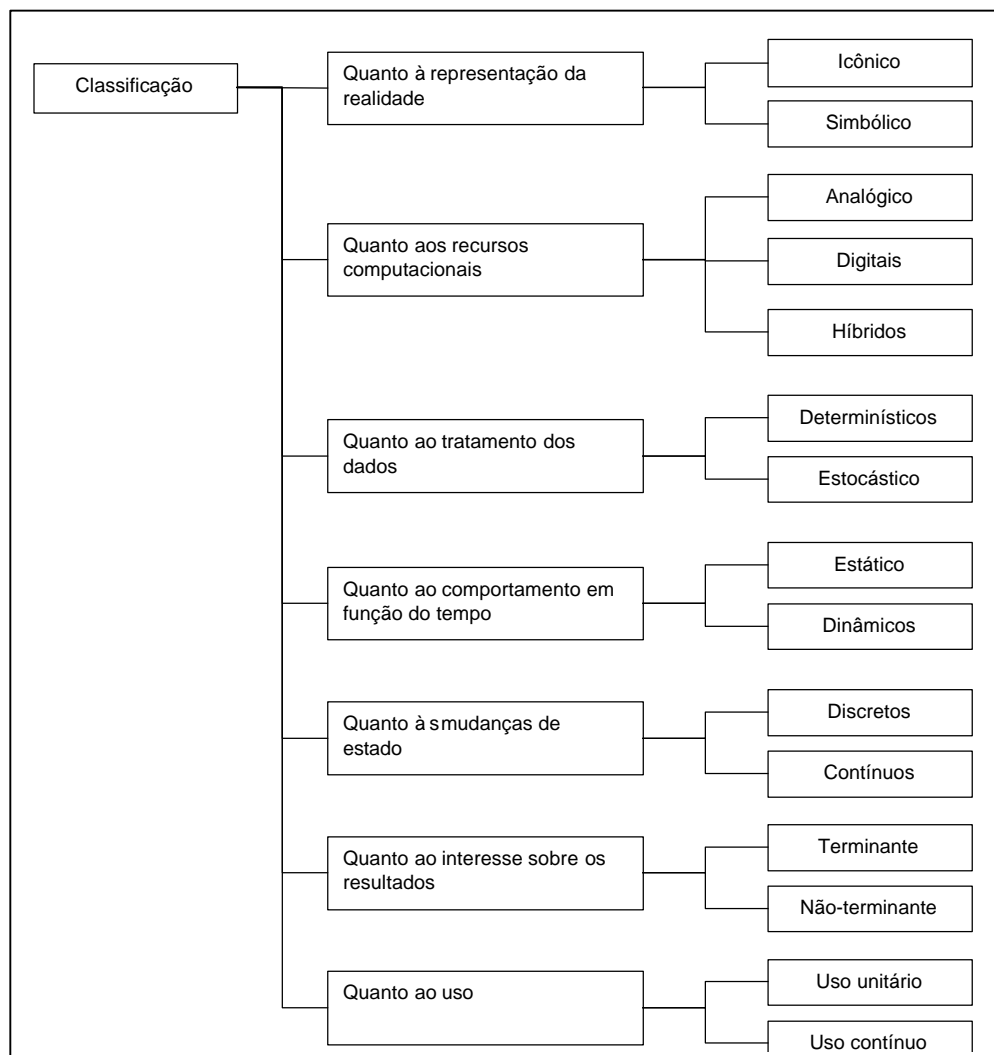 Classificação
Quanto à representação da
realidade
Icônico
Simbólico
Quanto aos recursos
computacionais
Analógico
Digitais
Híbridos
Quanto ao tratamento dos
dados
Determinísticos
Estocástico
Quanto ao comportamento em
função do tempo
Estático
Dinâmicos
Quanto às mudanças de
estado
Discretos
Contínuos
Quanto ao interesse sobre os
resultados
Terminante
Não-terminante
Quanto ao uso
Uso unitário
Uso contínuo